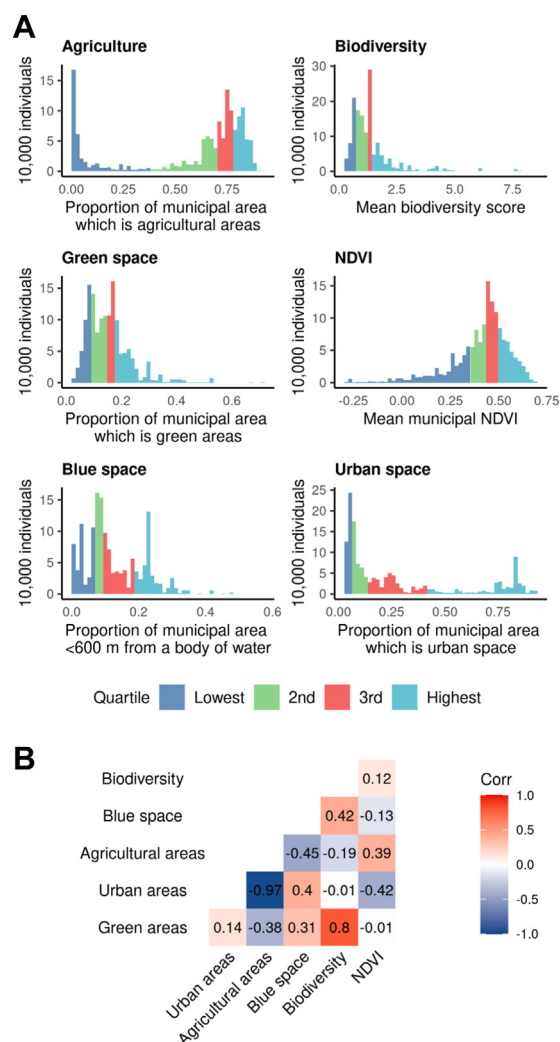 A
Agriculture
Biodiversity
10,000 individuals
15
10
5
0
0.00 0.25 0.50 0.75
Proportion of municipal area
which is agricultural areas
10,000 individuals
30
20
10
0
2.5 5.0 7.5
Mean biodiversity score
Green space
NDVI
10,000 individuals
15
10
5
0
0.0 0.2 0.4 0.6
Proportion of municipal area
which is green areas
10,000 individuals
15
10
5
0
-0.25 0.00 0.25 0.50 0.75
Mean municipal NDVI
Blue space
Urban space
10,000 individuals
15
10
5
0
0.0 0.2 0.4 0.6
Proportion of municipal area
<600 m from a body of water
10,000 individuals
25
20
15
10
5
0
0.00 0.25 0.50 0.75
Proportion of municipal area
which is urban space
Quartile Lowest 2nd 3rd Highest
B
Biodiversity 0.12
Blue space 0.42 -0.13
Agricultural areas -0.45 -0.19 0.39
Urban areas -0.97 0.4 -0.01 -0.42
Green areas 0.14 -0.38 0.31 0.8 -0.01
Urban areas
Agricultural areas
Blue space
Biodiversity
NDVI
Corr
1.0
0.5
0.0
-0.5
-1.0